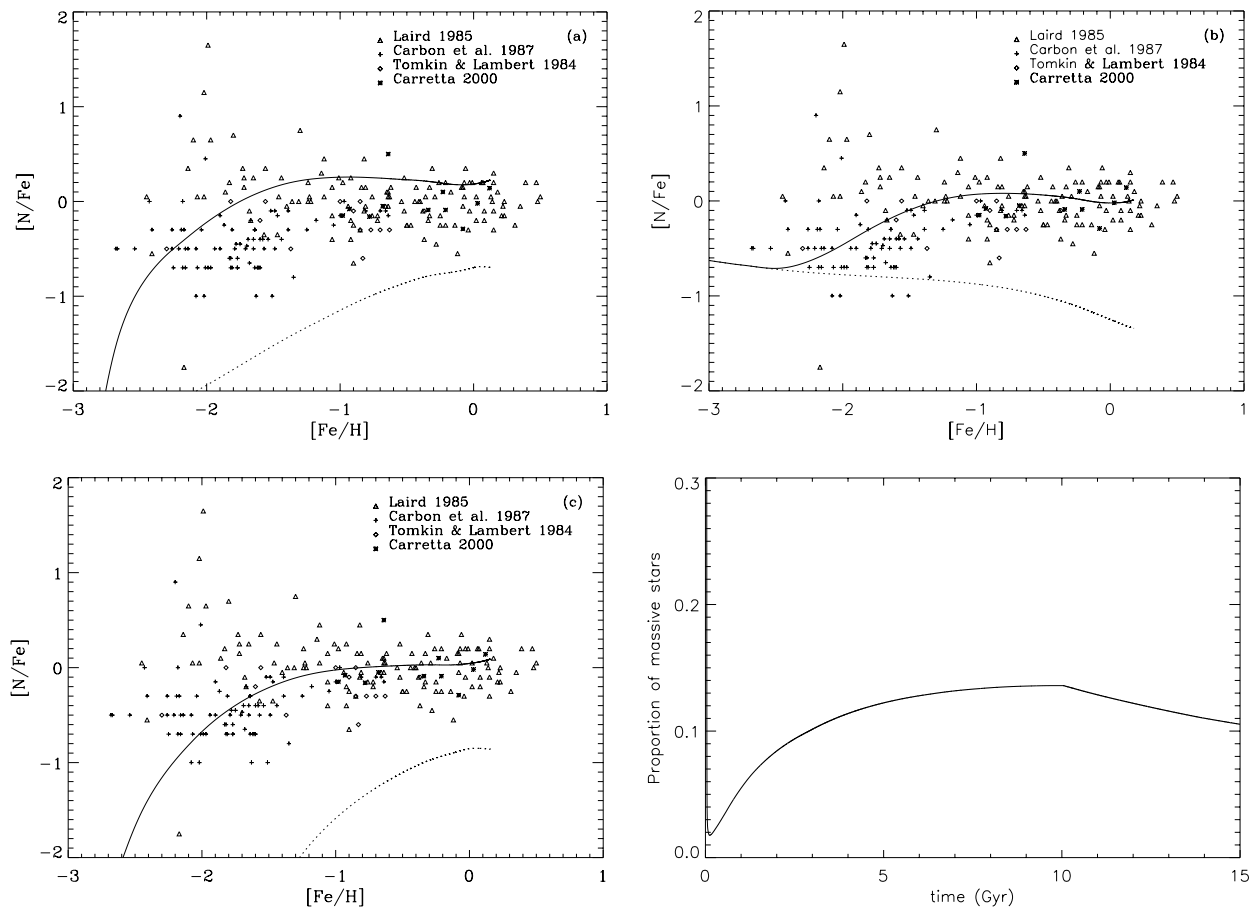 2
1
0
−1
−2
[N/Fe]
−3
−2
−1
0
1
[Fe/H]
Laird 1985
Carbon et al. 1987
Tomkin & Lambert 1984
Carretta 2000
(a)
2
1
0
−1
−2
[N/Fe]
−3
−2
−1
0
1
[Fe/H]
Laird 1985
Carbon et al. 1987
Tomkin & Lambert 1984
Carretta 2000
(b)
2
1
0
−1
−2
[N/Fe]
−3
−2
−1
0
1
[Fe/H]
Laird 1985
Carbon et al. 1987
Tomkin & Lambert 1984
Carretta 2000
(c)
0.3
0.2
0.1
0.0
Proportion of massive stars
0
5
10
15
time (Gyr)